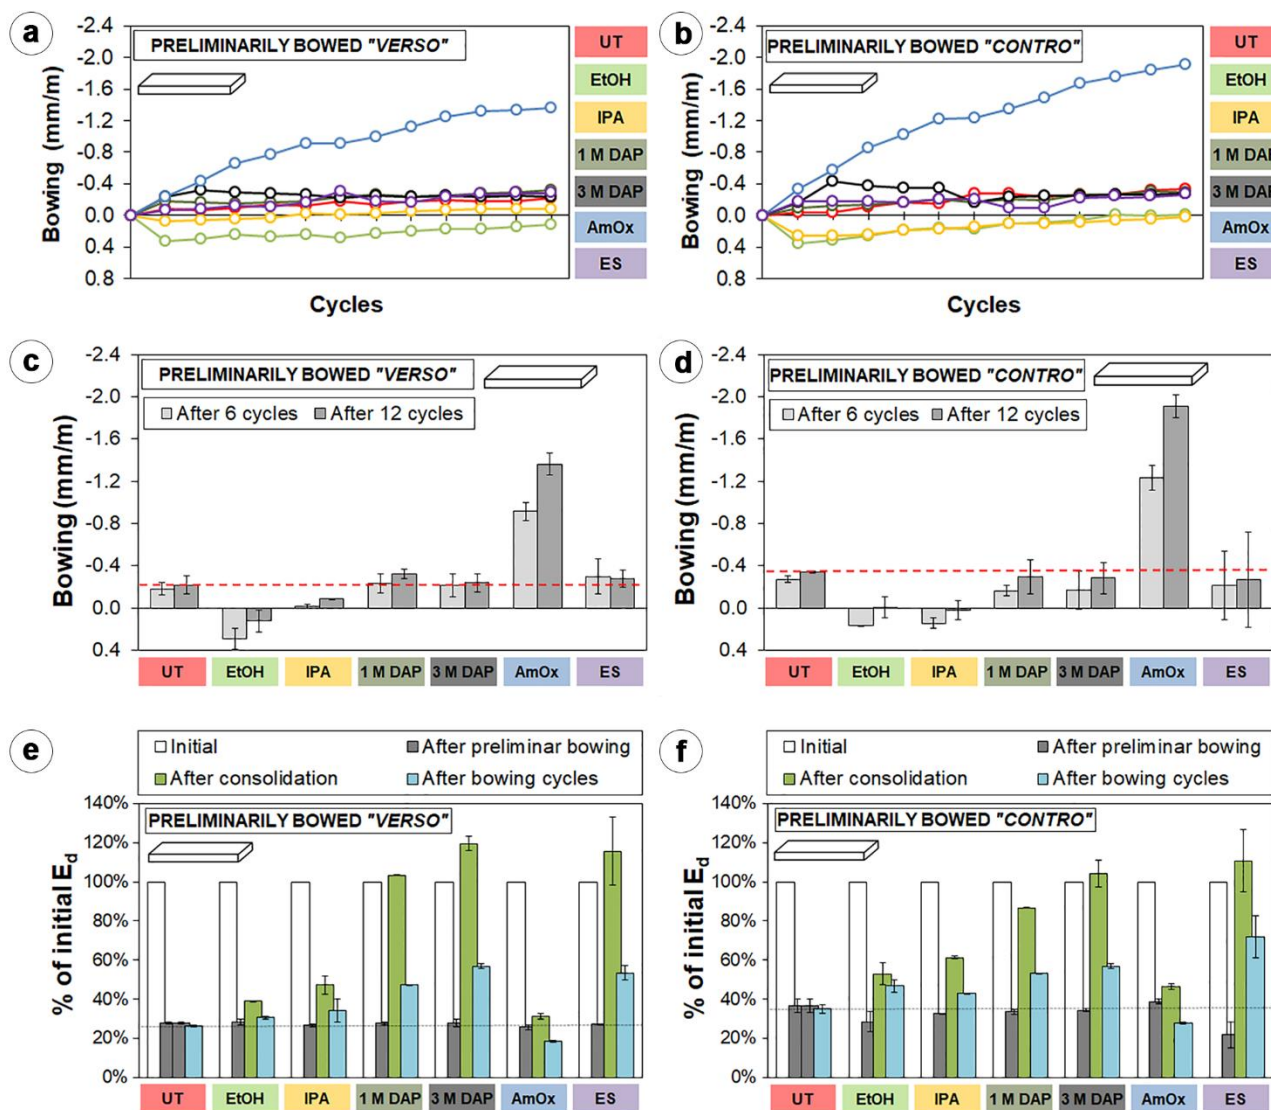 a
PRELIMINARILY BOWED "VERSO"
Bowing (mm/m)
-2.4
-2.0
-1.6
-1.2
-0.8
-0.4
0.0
0.4
0.8
Cycles
UT
EtOH
IPA
1 M DAP
3 M DAP
AmOx
ES
b
PRELIMINARILY BOWED "CONTRO"
Bowing (mm/m)
-2.4
-2.0
-1.6
-1.2
-0.8
-0.4
0.0
0.4
0.8
Cycles
UT
EtOH
IPA
1 M DAP
3 M DAP
AmOx
ES
c
PRELIMINARILY BOWED "VERSO"
After 6 cycles After 12 cycles
Bowing (mm/m)
-2.4
-2.0
-1.6
-1.2
-0.8
-0.4
0.0
0.4
UT EtOH IPA 1 M DAP 3 M DAP AmOx ES
d
PRELIMINARILY BOWED "CONTRO"
After 6 cycles After 12 cycles
Bowing (mm/m)
-2.4
-2.0
-1.6
-1.2
-0.8
-0.4
0.0
0.4
UT EtOH IPA 1 M DAP 3 M DAP AmOx ES
e
Initial After preliminar bowing
After consolidation After bowing cycles
PRELIMINARILY BOWED "VERSO"
% of initial Ed
140%
120%
100%
80%
60%
40%
20%
0%
UT EtOH IPA 1 M DAP 3 M DAP AmOx ES
f
Initial After preliminar bowing
After consolidation After bowing cycles
PRELIMINARILY BOWED "CONTRO"
% of initial Ed
140%
120%
100%
80%
60%
40%
20%
0%
UT EtOH IPA 1 M DAP 3 M DAP AmOx ES